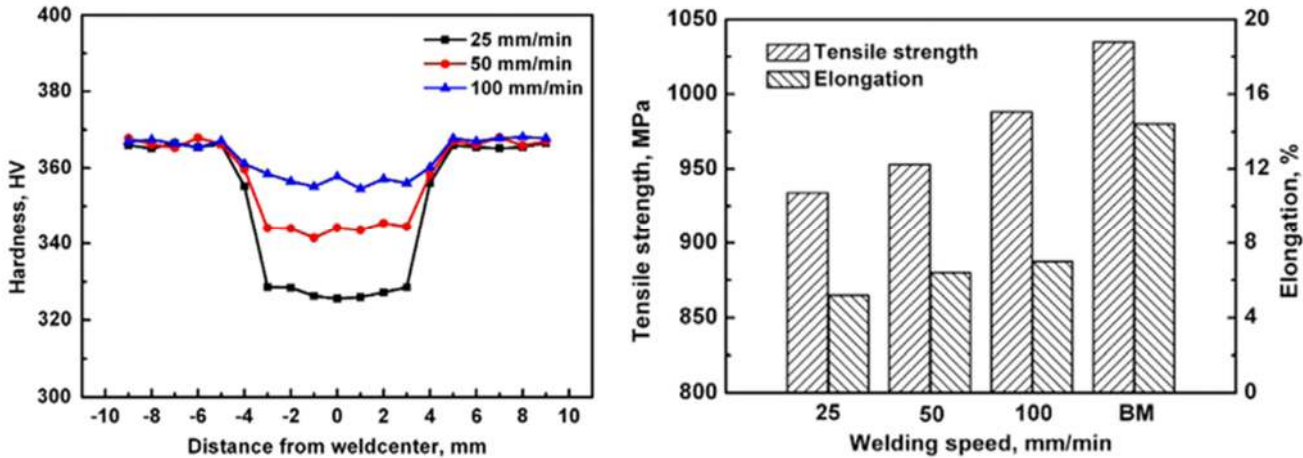 400
380
360
340
320
300
25 mm/min
50 mm/min
100 mm/min
-10 -8 -6 -4 -2 0 2 4 6 8 10
Hardness, HV
Distance from weldcenter, mm
1050
1000
950
900
850
800
Tensile strength
Elongation
20
16
12
8
4
0
25 50 100 BM
Tensile strength, MPa
Elongation, %
Welding speed, mm/min